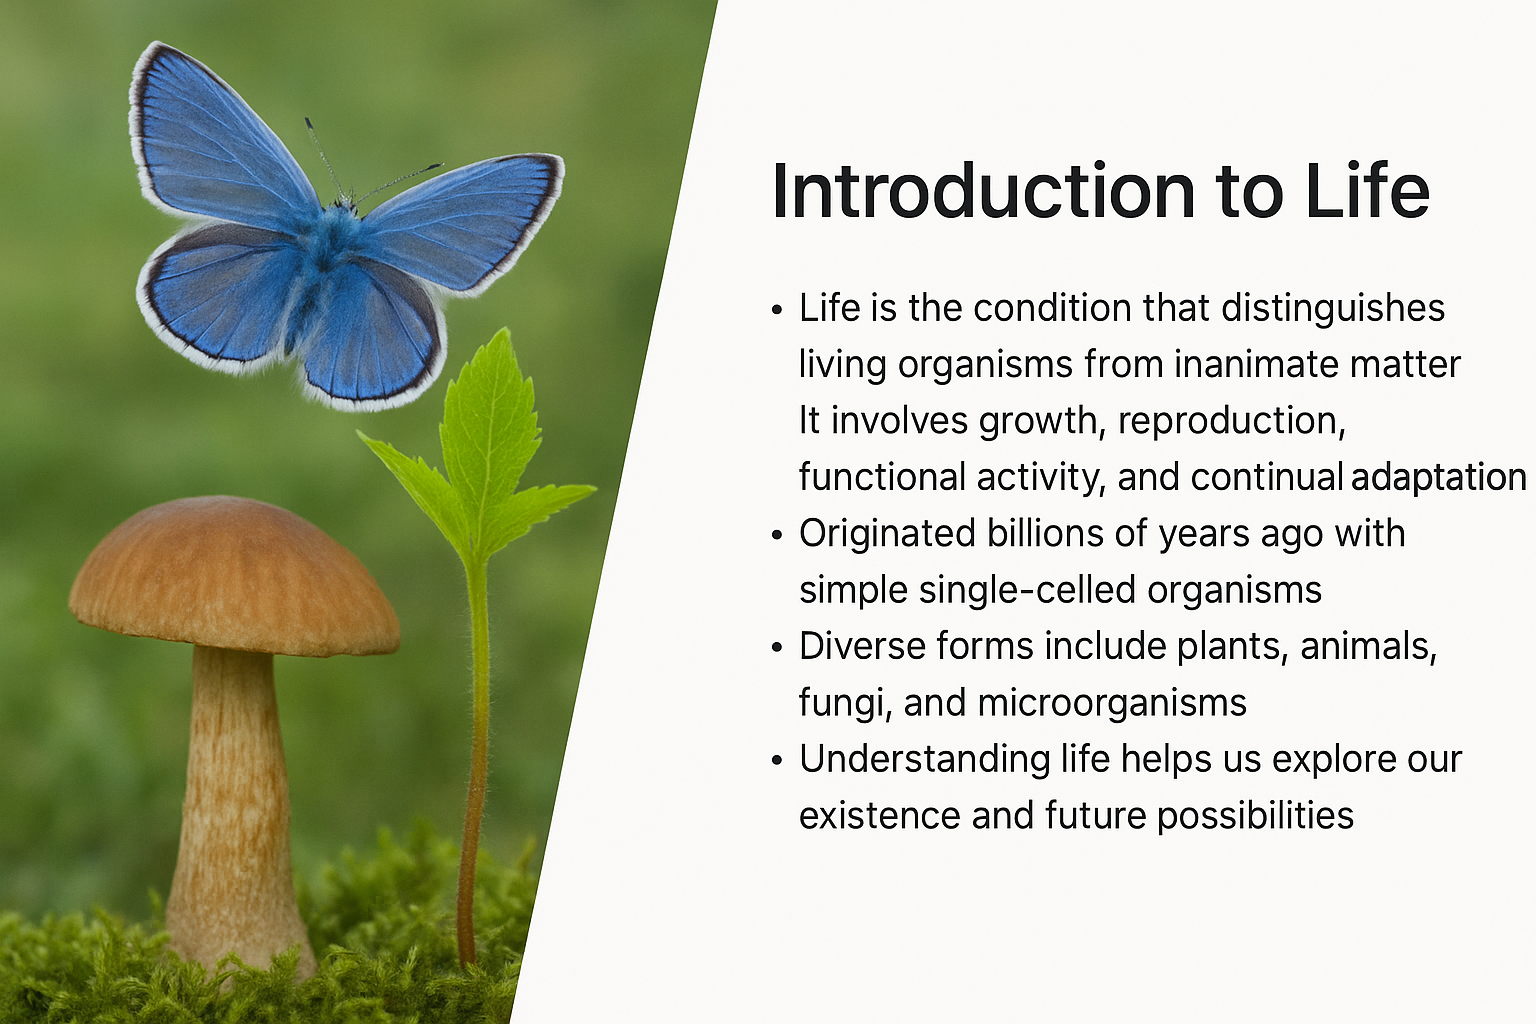 Introduction to Life
• Life is the condition that distinguishes
living organisms from inanimate matter
It involves growth, reproduction,
functional activity, and continual adaptation
• Originated billions of years ago with
simple single-celled organisms
• Diverse forms include plants, animals,
fungi, and microorganisms
• Understanding life helps us explore our
existence and future possibilities